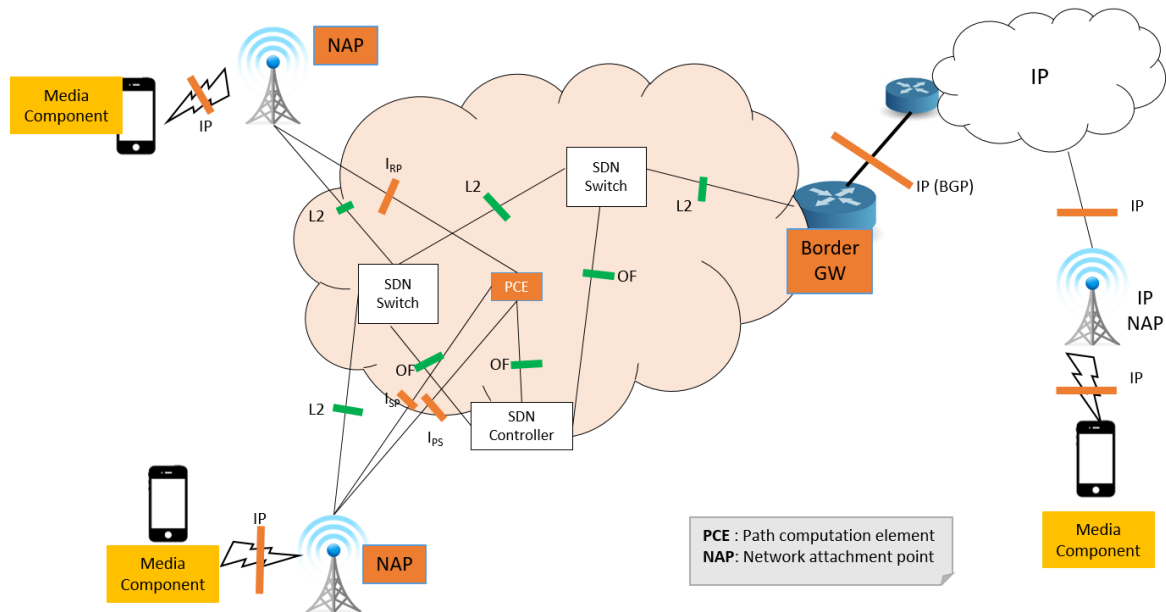 NAP
IP
Media
Component
IP
I_RP
SDN
Switch
L2
L2
IP (BGP)
L2
IP
Border
GW
SDN
Switch
PCE
OF
IP
NAP
OF
OF
IP
I_SP
L2
SDN
Controller
I_PS
IP
Media
Component
NAP
PCE : Path computation element
NAP: Network attachment point
Media
Component